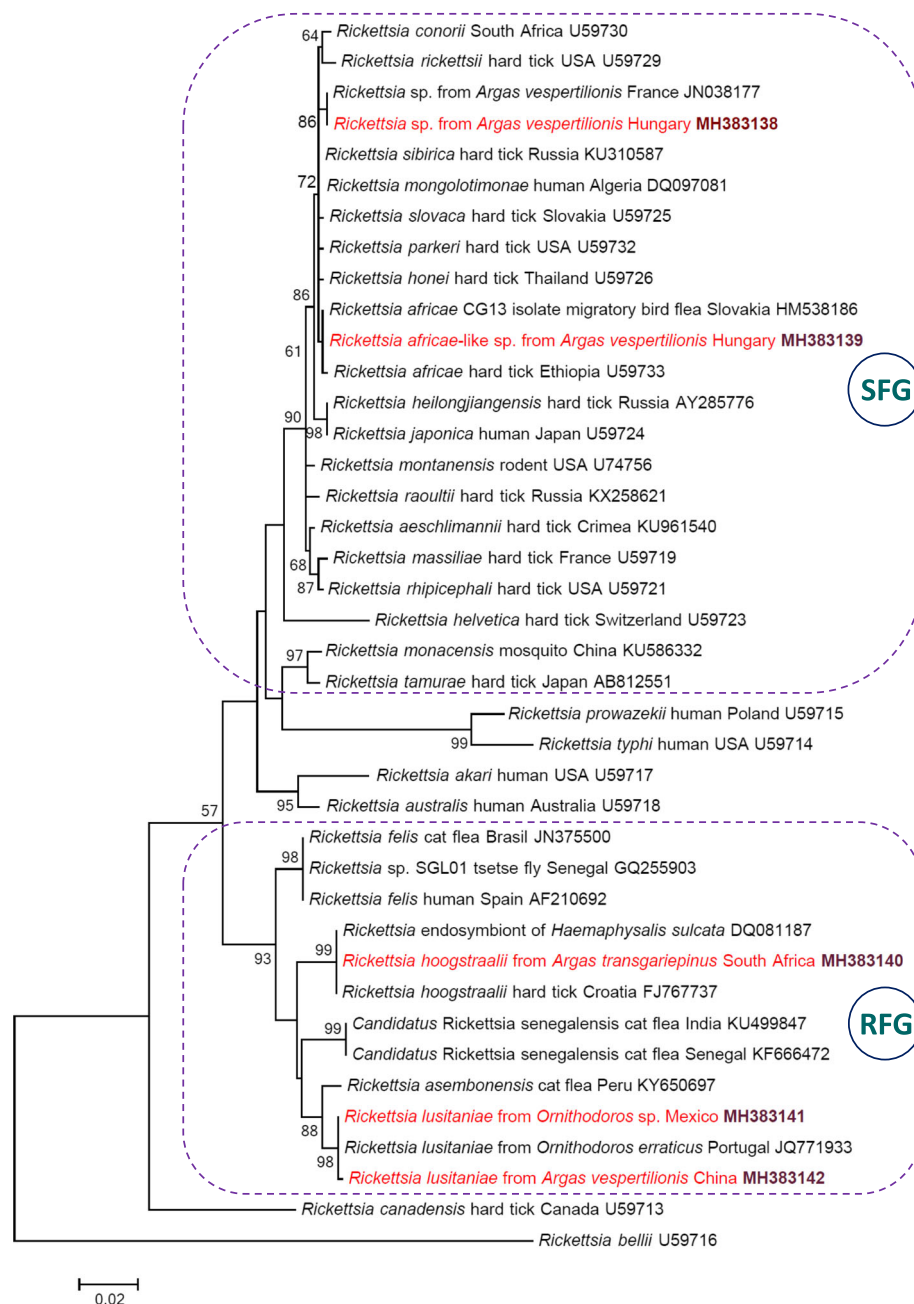 64
Rickettsia conorii South Africa U59730
Rickettsia rickettsii hard tick USA U59729
Rickettsia sp. from Argas vespertilionis France JN038177
86
Rickettsia sp. from Argas vespertilionis Hungary MH383138
Rickettsia sibirica hard tick Russia KU310587
72
Rickettsia mongolotimonae human Algeria DQ097081
Rickettsia slovaca hard tick Slovakia U59725
Rickettsia parkeri hard tick USA U59732
Rickettsia honei hard tick Thailand U59726
86
Rickettsia africae CG13 isolate migratory bird flea Slovakia HM538186
Rickettsia africae-like sp. from Argas vespertilionis Hungary MH383139
61
Rickettsia africae hard tick Ethiopia U59733
SFG
Rickettsia heilongjiangensis hard tick Russia AY285776
90
98
Rickettsia japonica human Japan U59724
Rickettsia montanensis rodent USA U74756
Rickettsia raoultii hard tick Russia KX258621
Rickettsia aeschlimannii hard tick Crimea KU961540
Rickettsia massiliae hard tick France U59719
68
87
Rickettsia rhipicephali hard tick USA U59721
Rickettsia helvetica hard tick Switzerland U59723
97
Rickettsia monacensis mosquito China KU586332
Rickettsia tamurae hard tick Japan AB812551
Rickettsia prowazekii human Poland U59715
99
Rickettsia typhi human USA U59714
Rickettsia akari human USA U59717
95
Rickettsia australis human Australia U59718
57
Rickettsia felis cat flea Brasil JN375500
98
Rickettsia sp. SGL01 tsetse fly Senegal GQ255903
Rickettsia felis human Spain AF210692
Rickettsia endosymbiont of Haemaphysalis sulcata DQ081187
93
99
Rickettsia hoogstraalii from Argas transgariepinus South Africa MH383140
Rickettsia hoogstraalii hard tick Croatia FJ767737
RFG
99
Candidatus Rickettsia senegalensis cat flea India KU499847
Candidatus Rickettsia senegalensis cat flea Senegal KF666472
Rickettsia asembonensis cat flea Peru KY650697
88
Rickettsia lusitaniae from Ornithodoros sp. Mexico MH383141
Rickettsia lusitaniae from Ornithodoros erraticus Portugal JQ771933
98
Rickettsia lusitaniae from Argas vespertilionis China MH383142
Rickettsia canadensis hard tick Canada U59713
Rickettsia bellii U59716
0.02